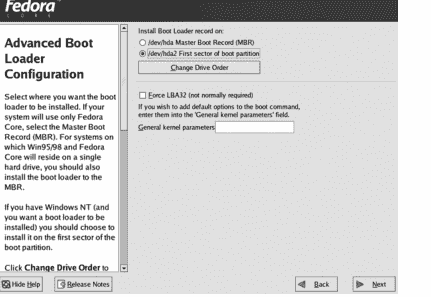 Fedora
CORE
Advanced Boot
Loader
Configuration
Select where you want the boot
loader to be installed. If your
system will use only Fedora
Core, select the Master Boot
Record (MBR). For systems on
which Win95/98 and Fedora
Core will reside on a single
hard drive, you should also
install the boot loader to the
MBR.
If you have Windows NT (and
you want a boot loader to be
installed) you should choose to
install it on the first sector of the
boot partition.
Click Change Drive Order to
Install Boot Loader record on:
/dev/hda Master Boot Record (MBR)
/dev/hda2 First sector of boot partition
Change Drive Order
Force LBA32 (not normally required)
If you wish to add default options to the boot command,
enter them into the 'General kernel parameters' field.
General kernel parameters
Hide Help
Release Notes
Back
Next